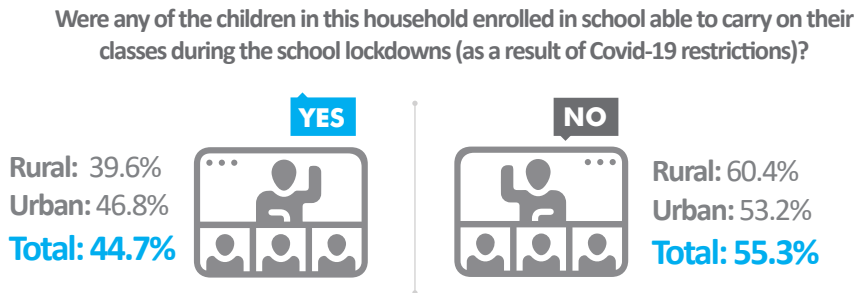 Were any of the children in this household enrolled in school able to carry on their
classes during the school lockdowns (as a result of Covid-19 restrictions)?
YES
Rural: 39.6%
Urban: 46.8%
Total: 44.7%
NO
Rural: 60.4%
Urban: 53.2%
Total: 55.3%